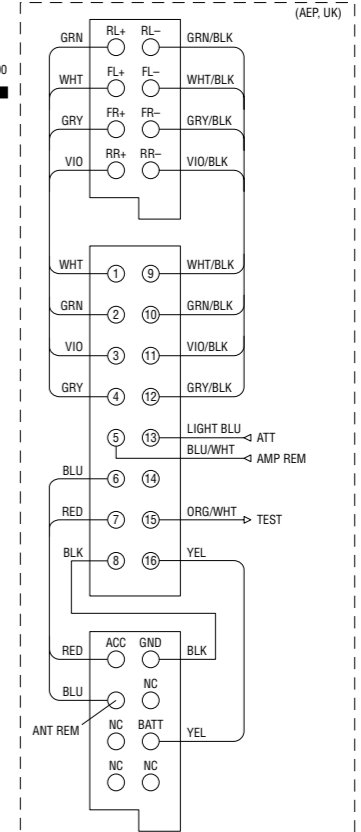 (AEP, UK)
00
RL+ RL–
GRN GRN/BLK
FL+ FL–
WHT WHT/BLK
FR+ FR–
GRY GRY/BLK
RR+ RR–
VIO VIO/BLK
WHT 1 9 WHT/BLK
GRN 2 10 GRN/BLK
VIO 3 11 VIO/BLK
GRY 4 12 GRY/BLK
5 13 LIGHT BLU ATT
BLU/WHT AMP REM
BLU 6 14
RED 7 15 ORG/WHT TEST
BLK 8 16 YEL
ACC GND
RED BLK
NC
BLU
ANT REM
NC BATT
YEL
NC NC